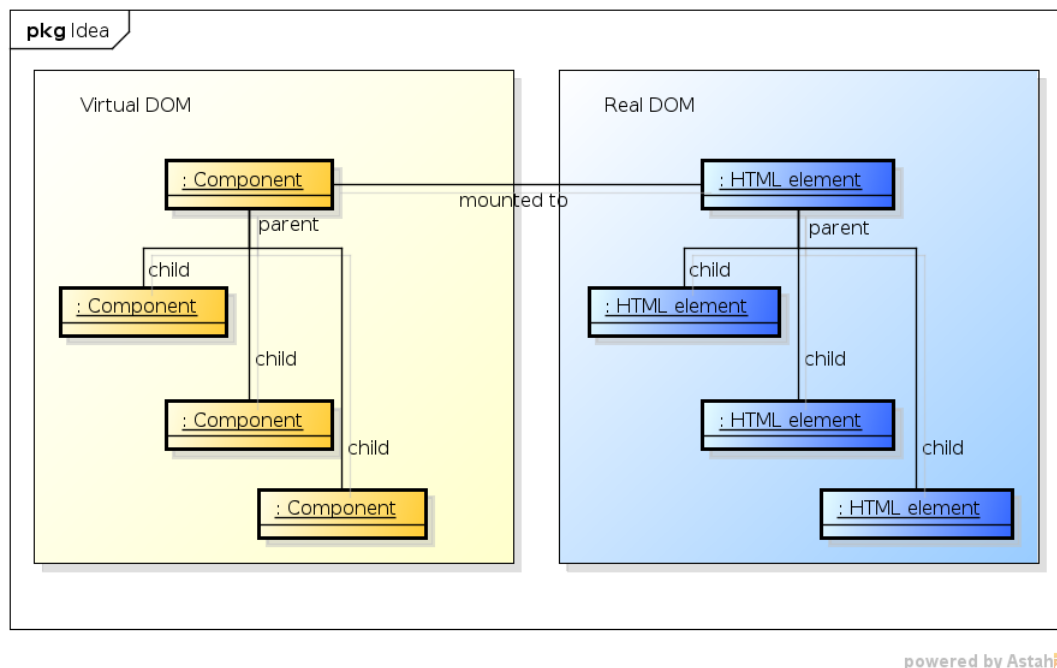 pkg Idea
Virtual DOM
Real DOM
: Component
: HTML element
mounted to
parent
parent
child
child
: Component
: HTML element
child
child
: Component
: HTML element
child
child
: Component
: HTML element
powered by Astah